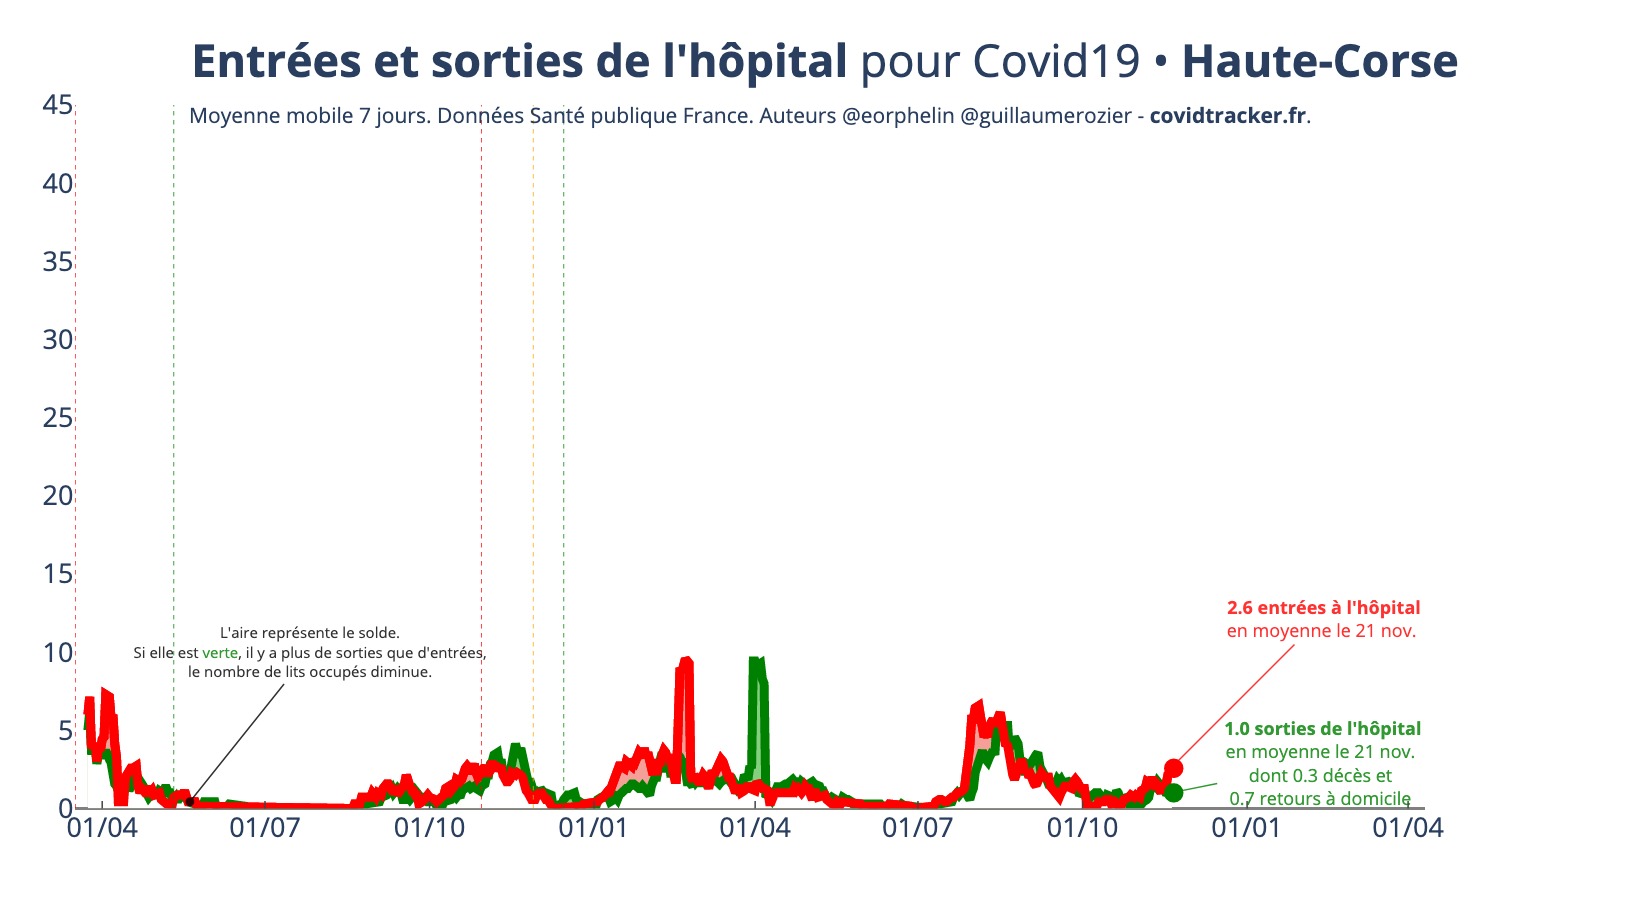 Entrées et sorties de l'hôpital pour Covid19 • Haute-Corse
Moyenne mobile 7 jours. Données Santé publique France. Auteurs @eorphelin @guillaumerozier - covidtracker.fr.
45
40
35
30
25
20
15
10
5
0
L'aire représente le solde.
Si elle est verte, il y a plus de sorties que d'entrées,
le nombre de lits occupés diminue.
2.6 entrées à l'hôpital
en moyenne le 21 nov.
1.0 sorties de l'hôpital
en moyenne le 21 nov.
dont 0.3 décès et
0.7 retours à domicile
01/04 01/07 01/10 01/01 01/04 01/07 01/10 01/01 01/04